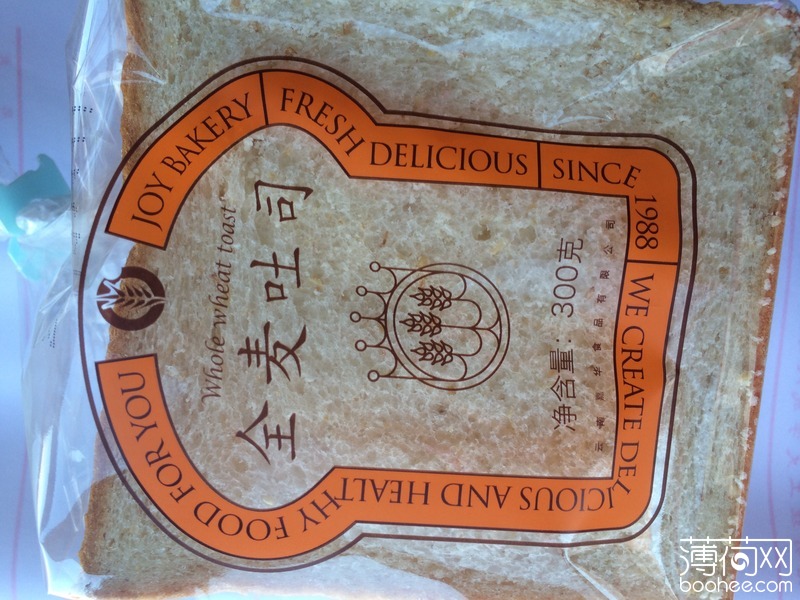 JOY BAKERY
FRESH DELICIOUS
SINCE 1988
WE CREATE DELICIOUS AND HEALTHY FOOD FOR YOU
Whole wheat toast
全麦吐司
净含量：300克
薄荷网
boohee.com